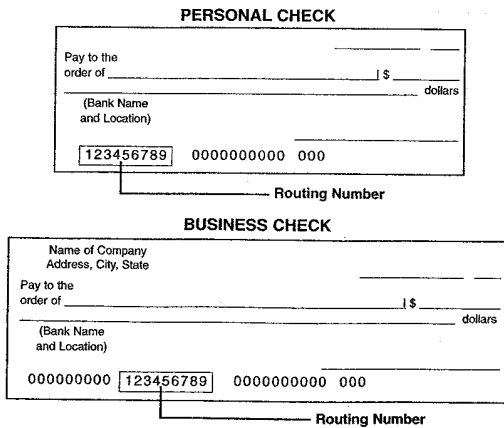 PERSONAL CHECK
Pay to the
order of $
dollars
(Bank Name
and Location)
123456789 0000000000 000
Routing Number
BUSINESS CHECK
Name of Company
Address, City, State
Pay to the
order of $
dollars
(Bank Name
and Location)
000000000 123456789 0000000000 000
Routing Number